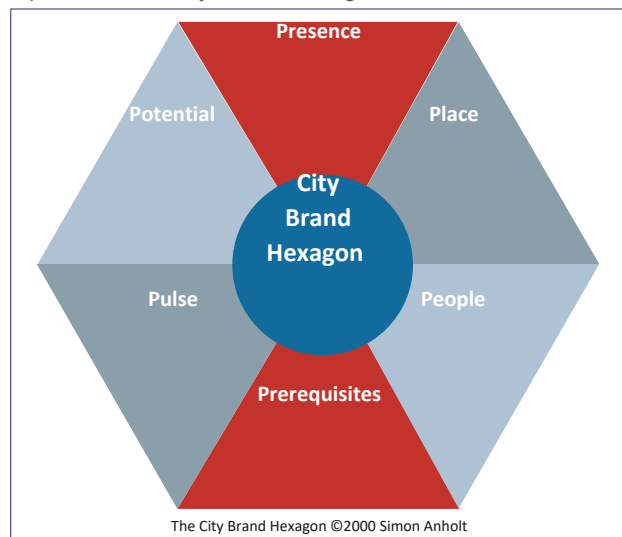 Presence
Potential
Place
City
Brand
Hexagon
Pulse
People
Prerequisites
The City Brand Hexagon ©2000 Simon Anholt